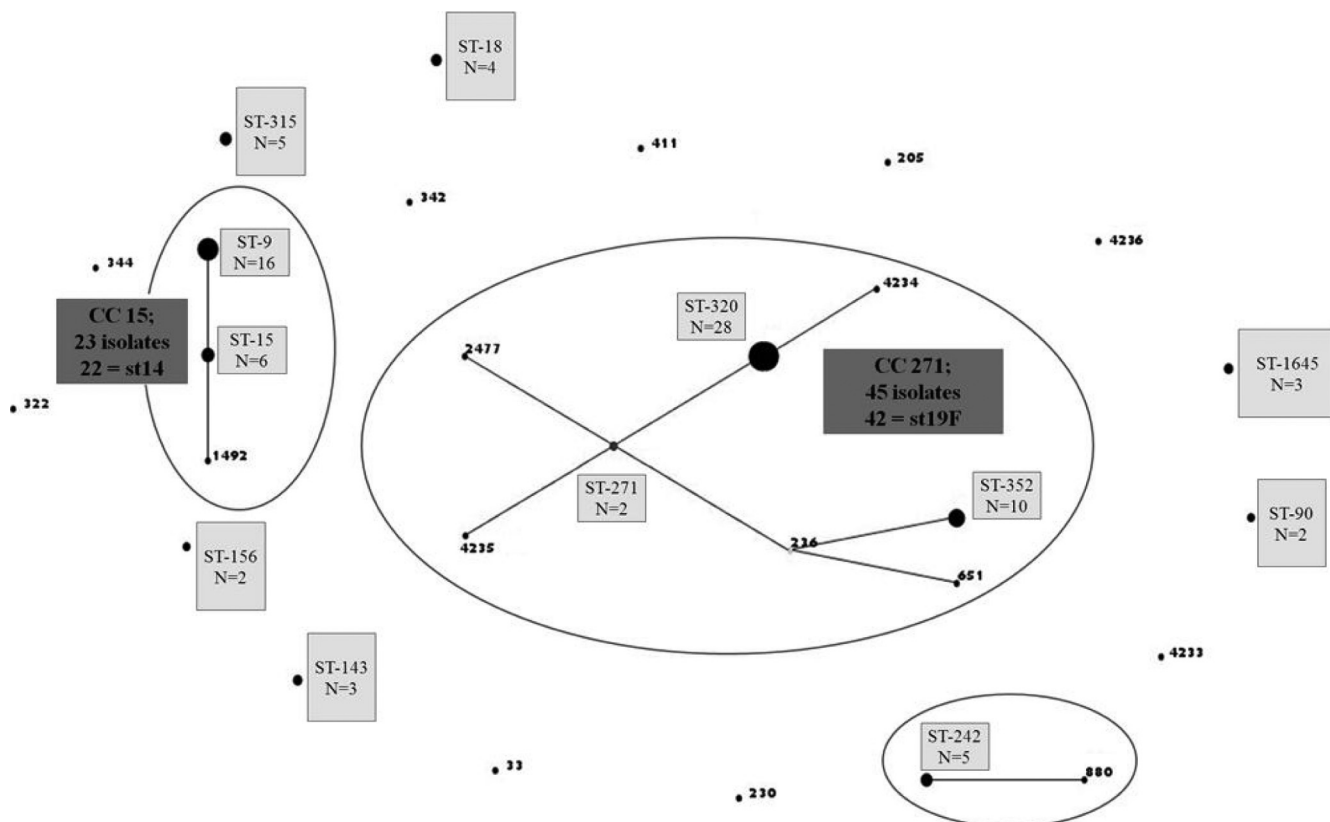 ST-18
N=4
ST-315
N=5
411
205
342
4236
ST-9
N=16
344
4234
CC 15;
23 isolates
22 = st14
ST-320
N=28
ST-15
N=6
2477
CC 271;
45 isolates
42 = st19F
ST-1645
N=3
322
1492
ST-271
N=2
ST-352
N=10
ST-90
N=2
4235
236
ST-156
N=2
651
4233
ST-143
N=3
ST-242
N=5
33
880
230